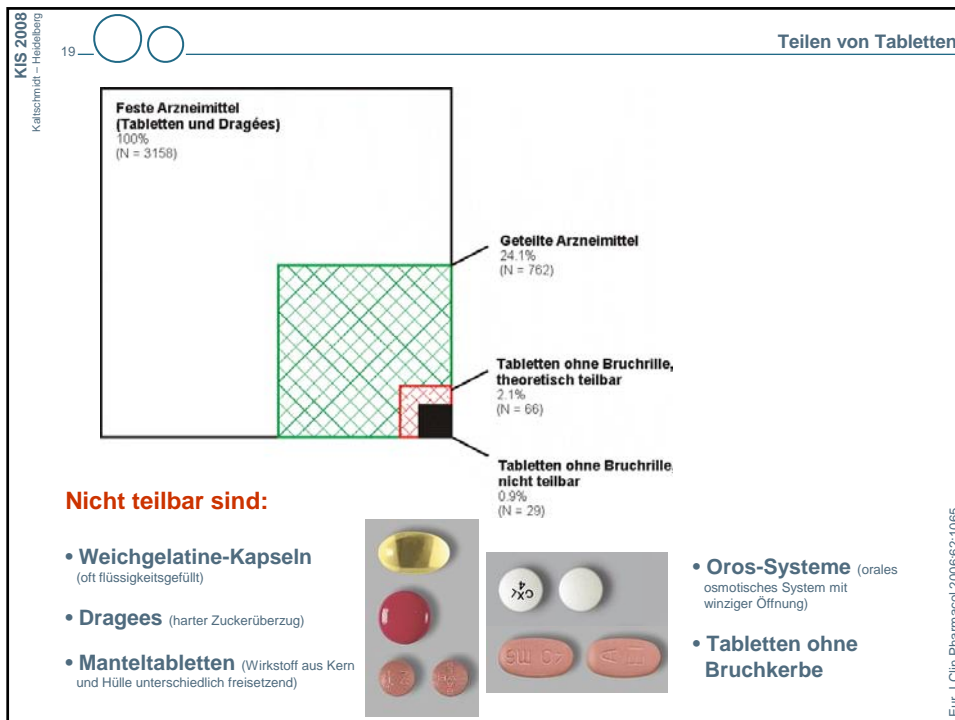 KIS 2008
Kaltschmidt – Heidelberg
19
Teilen von Tabletten
Feste Arzneimittel
(Tabletten und Dragées)
100%
(N = 3158)
Geteilte Arzneimittel
24.1%
(N = 762)
Tabletten ohne Bruchrille,
theoretisch teilbar
2.1%
(N = 66)
Tabletten ohne Bruchrille,
nicht teilbar
0.9%
(N = 29)
Nicht teilbar sind:
• Weichgelatine-Kapseln
(oft flüssigkeitsgefüllt)
• Dragees (harter Zuckerüberzug)
• Manteltabletten (Wirkstoff aus Kern
und Hülle unterschiedlich freisetzend)
CXL
4
• Oros-Systeme (orales
osmotisches System mit
winziger Öffnung)
• Tabletten ohne
Bruchkerbe
Eur J Clin Pharmacol 2006;62:1065